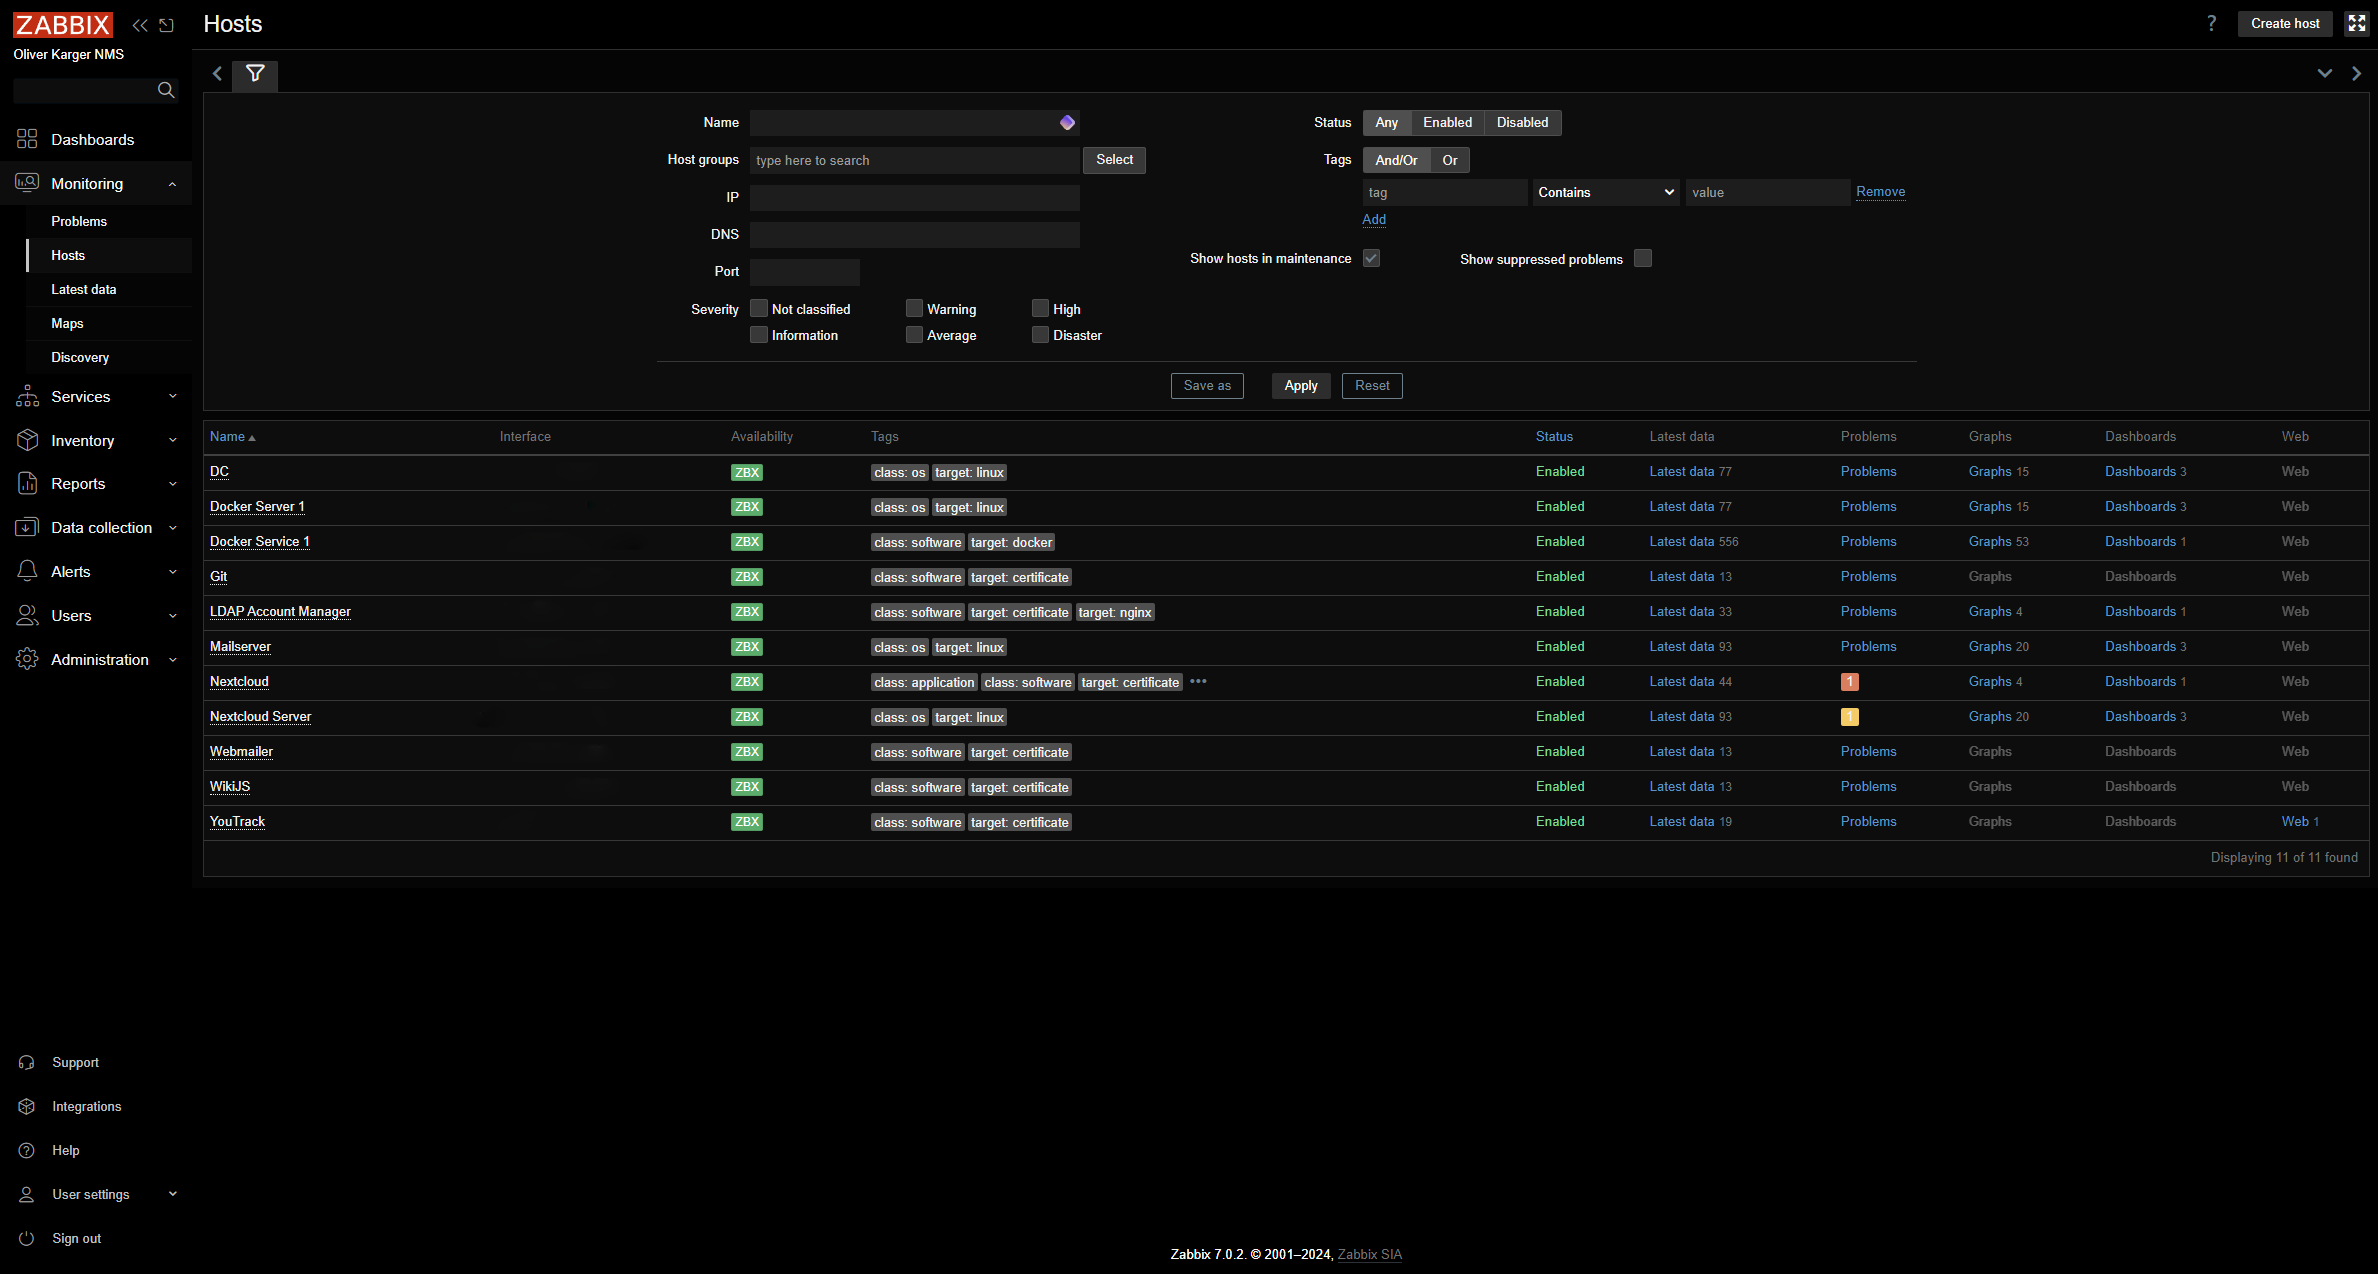 ZABBIX
Oliver Karger NMS
Dashboards
Monitoring
Problems
Hosts
Latest data
Maps
Discovery
Services
Inventory
Reports
Data collection
Alerts
Users
Administration
Support
Integrations
Help
User settings
Sign out
Hosts
? Create host
Name
Host groups type here to search Select
IP
DNS
Port
Severity Not classified Warning High
Information Average Disaster
Status Any Enabled Disabled
Tags And/Or Or
tag Contains value Remove
Add
Show hosts in maintenance Show suppressed problems
Save as Apply Reset
Name Interface Availability Tags Status Latest data Problems Graphs Dashboards Web
DC ZBX class: os target: linux Enabled Latest data 77 Problems Graphs 15 Dashboards 3 Web
Docker Server 1 ZBX class: os target: linux Enabled Latest data 77 Problems Graphs 15 Dashboards 3 Web
Docker Service 1 ZBX class: software target: docker Enabled Latest data 556 Problems Graphs 53 Dashboards 1 Web
Git ZBX class: software target: certificate Enabled Latest data 13 Problems Graphs Dashboards Web
LDAP Account Manager ZBX class: software target: certificate target: nginx Enabled Latest data 33 Problems Graphs 4 Dashboards 1 Web
Mailserver ZBX class: os target: linux Enabled Latest data 93 Problems Graphs 20 Dashboards 3 Web
Nextcloud ZBX class: application class: software target: certificate ••• Enabled Latest data 44 1 Graphs 4 Dashboards 1 Web
Nextcloud Server ZBX class: os target: linux Enabled Latest data 93 1 Graphs 20 Dashboards 3 Web
Webmailer ZBX class: software target: certificate Enabled Latest data 13 Problems Graphs Dashboards Web
WikiJS ZBX class: software target: certificate Enabled Latest data 13 Problems Graphs Dashboards Web
YouTrack ZBX class: software target: certificate Enabled Latest data 19 Problems Graphs Dashboards Web 1
Displaying 11 of 11 found
Zabbix 7.0.2. © 2001–2024, Zabbix SIA